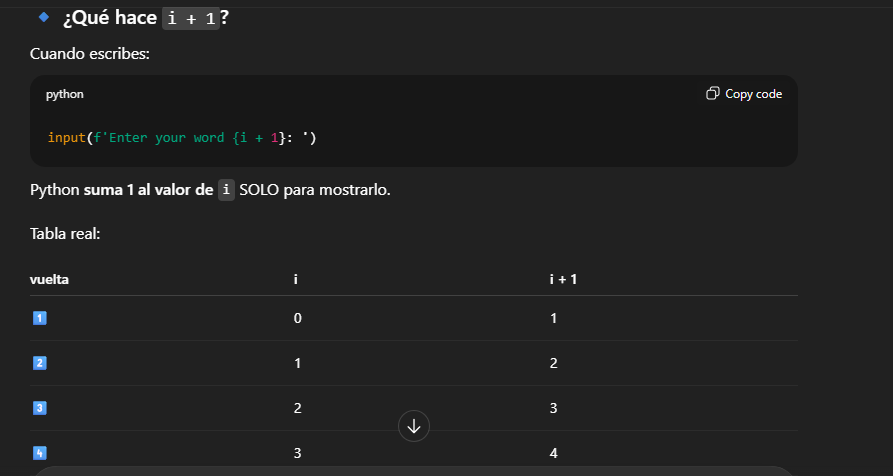 ¿Qué hace i + 1?
Cuando escribes:
python
Copy code
input(f'Enter your word {i + 1}: ')
Python suma 1 al valor de i SOLO para mostrarlo.
Tabla real:
vuelta i i + 1
1 0 1
2 1 2
3 2 3
4 3 4